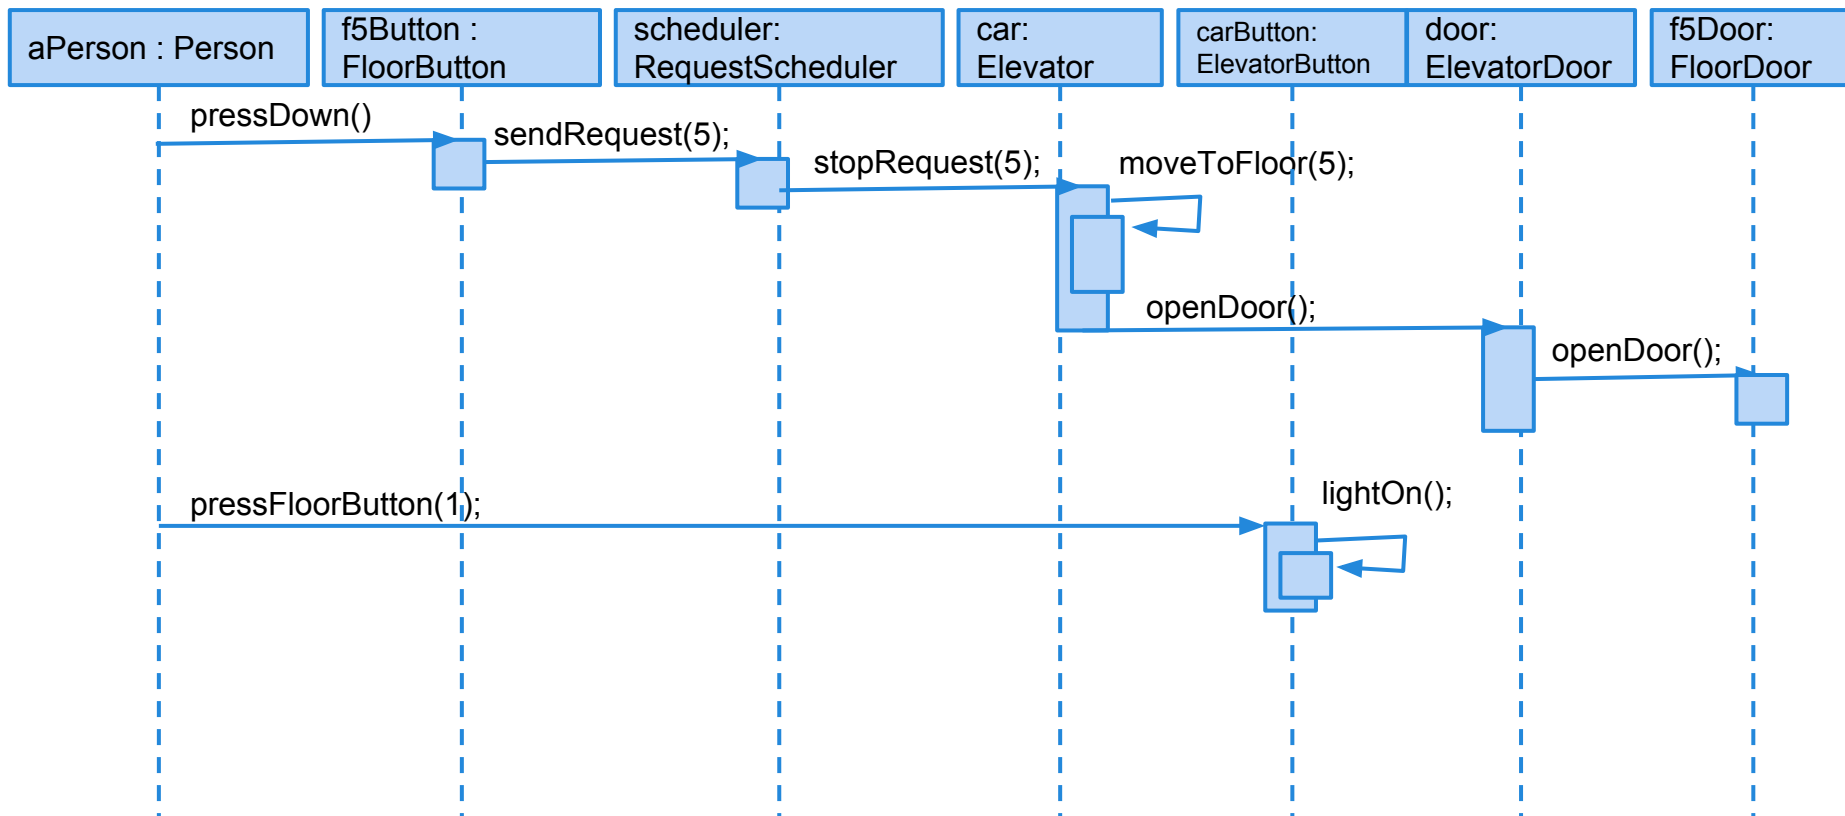 aPerson : Person
f5Button :
FloorButton
scheduler:
RequestScheduler
car:
Elevator
carButton:
ElevatorButton
door:
ElevatorDoor
f5Door:
FloorDoor
pressDown()
sendRequest(5);
stopRequest(5);
moveToFloor(5);
openDoor();
openDoor();
pressFloorButton(1);
lightOn();